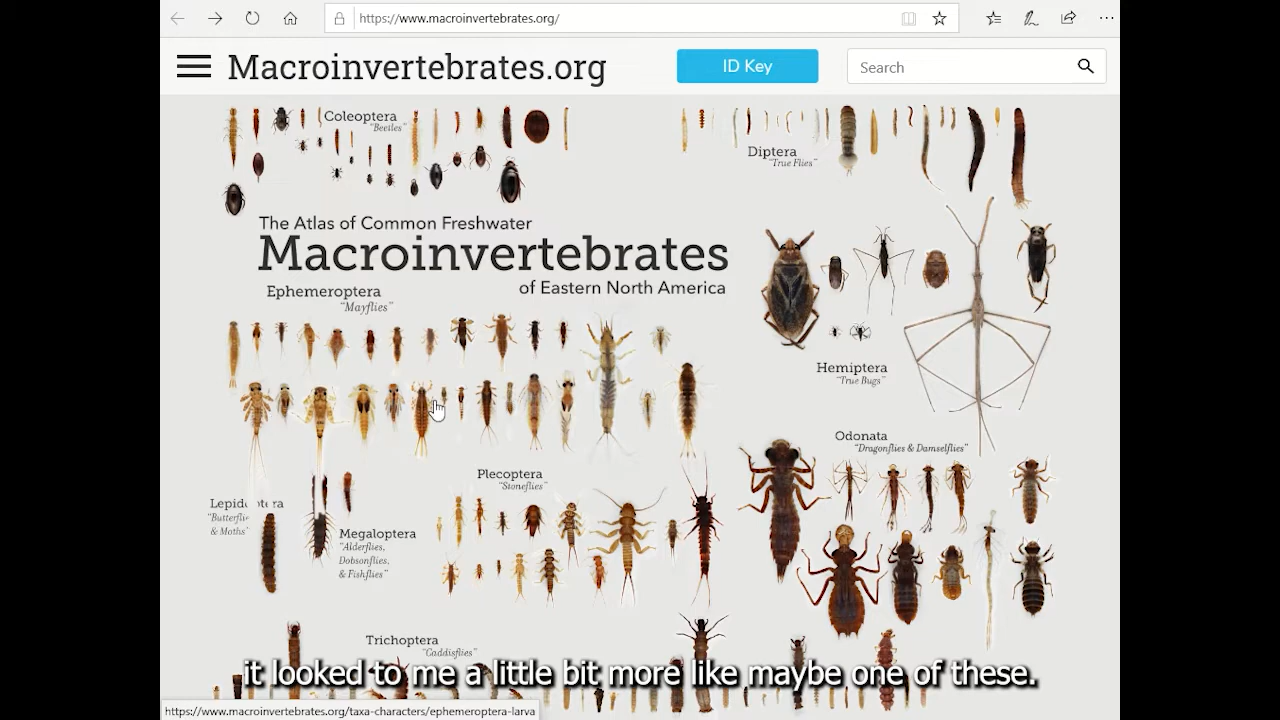 https://www.macroinvertebrates.org/
Macroinvertebrates.org
ID Key
Search
Coleoptera
"Beetles"
Diptera
"True Flies"
The Atlas of Common Freshwater
Macroinvertebrates
of Eastern North America
Ephemeroptera
"Mayflies"
Hemiptera
"True Bugs"
Odonata
"Dragonflies & Damselflies"
Plecoptera
"Stoneflies"
& Moths"
Megaloptera
"Alderflies,
Dobsonflies,
& Fishflies"
Trichoptera
"Caddisflies"
it looked to me a little bit more like maybe one of these.
https://www.macroinvertebrates.org/taxa-characters/ephemeroptera-larva